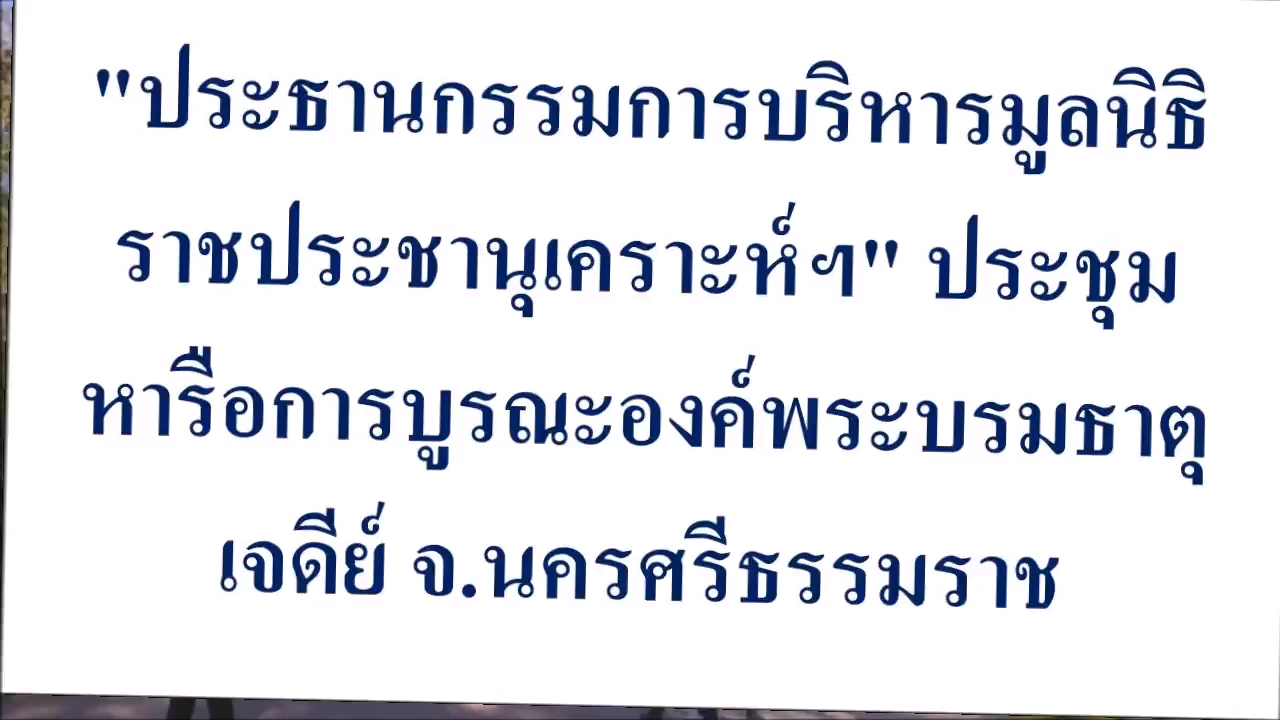 "ประธานกรรมการบริหารมูลนิธิ
ราชประชานุเคราะห์ฯ" ประชุม
หารือการบูรณะองค์พระบรมธาตุ
เจดีย์ จ.นครศรีธรรมราช